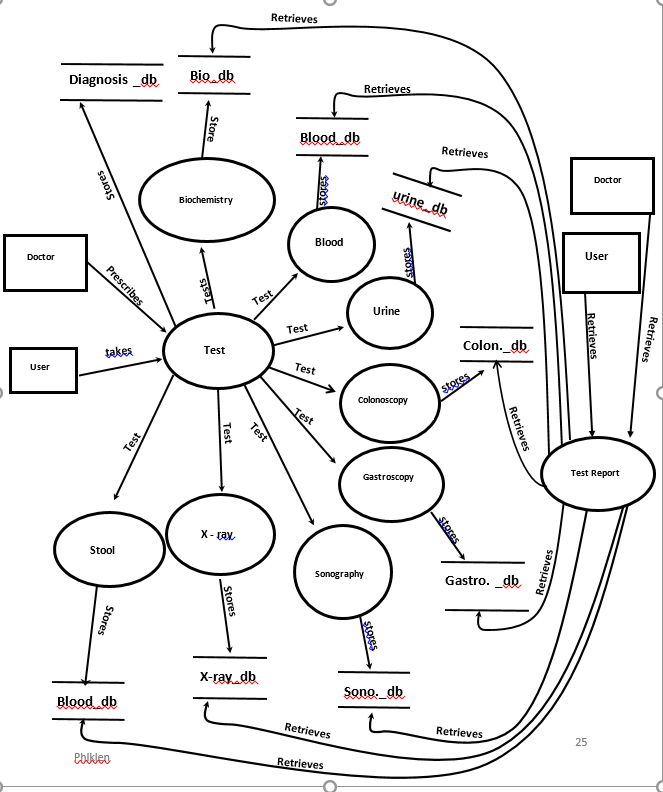 Retrieves
Diagnosis _db
Bio_db
Retrieves
Store
Blood_db
Retrieves
Stores
Biochemistry
stores
urine_db
Doctor
Blood
User
Doctor
stores
Prescribes
Tests
Test
Urine
Retrieves
Retrieves
Test
Colon._db
takes
Test
User
Test
stores
Colonoscopy
Retrieves
Test
Test
Test
Test
Test Report
Gastroscopy
stores
X - ray
Stool
Sonography
Gastro. _db
Retrieves
Stores
Stores
stores
X-ray_db
Sono. _db
Blood_db
Retrieves
Retrieves
25
Philklen
Retrieves